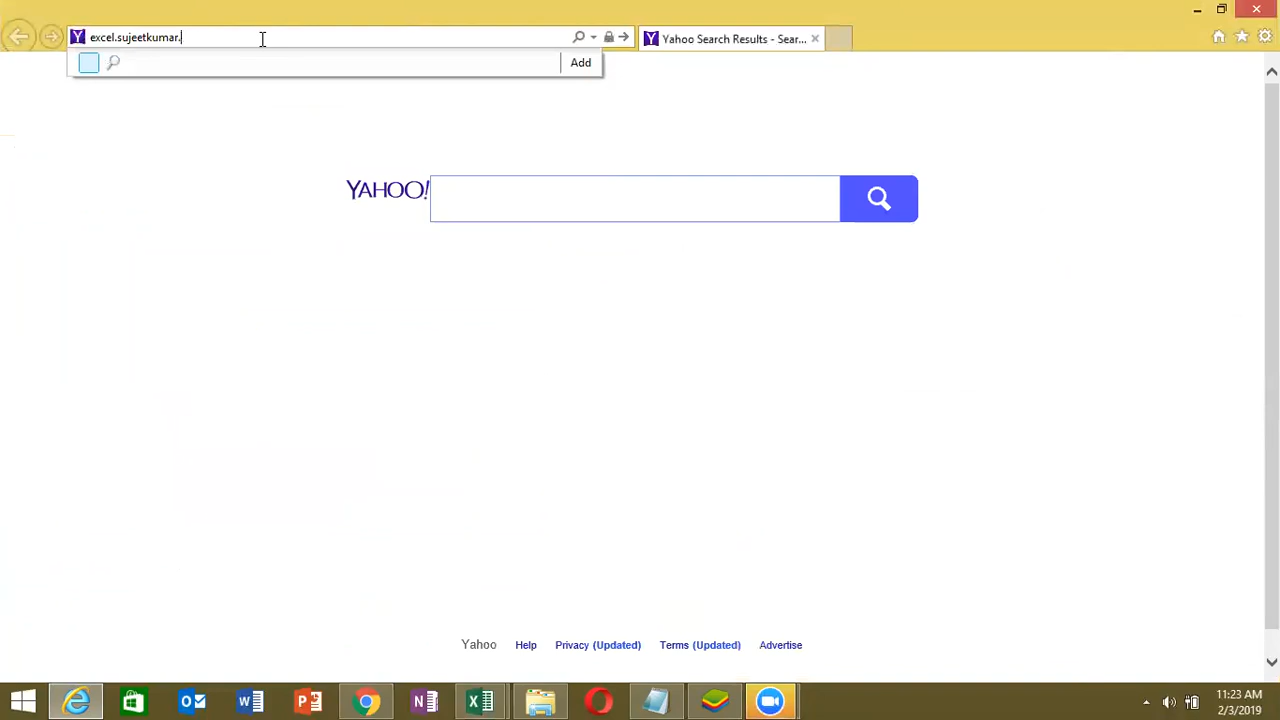 excel.sujeetkumar.
Yahoo Search Results - Sear...
Add
YAHOO!
Yahoo Help Privacy (Updated) Terms (Updated) Advertise
11:23 AM
2/3/2019